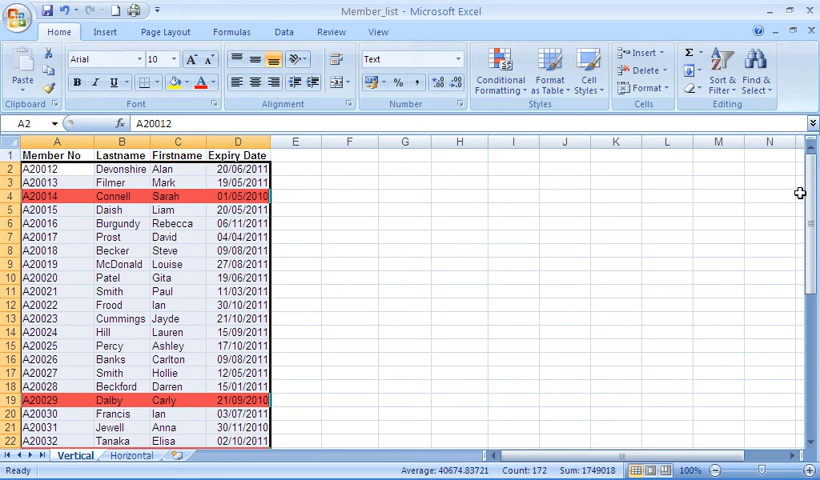 Member_list - Microsoft Excel
Home Insert Page Layout Formulas Data Review View
Paste Arial 10 A A Text Conditional Formatting Format as Table Cell Styles Insert Delete Format Sort & Filter Find & Select
B I U
Clipboard Font Alignment Number Styles Cells Editing
A2 fx A20012
A B C D E F G H I J K L M N
1 Member No Lastname Firstname Expiry Date
2 A20012 Devonshire Alan 20/06/2011
3 A20013 Filmer Mark 19/05/2011
4 A20014 Connell Sarah 01/05/2010
5 A20015 Daish Liam 20/05/2011
6 A20016 Burgundy Rebecca 06/11/2011
7 A20017 Prost David 04/04/2011
8 A20018 Becker Steve 09/08/2011
9 A20019 McDonald Louise 27/08/2011
10 A20020 Patel Gita 19/06/2011
11 A20021 Smith Paul 11/03/2011
12 A20022 Frood Ian 30/10/2011
13 A20023 Cummings Jayde 21/10/2011
14 A20024 Hill Lauren 15/09/2011
15 A20025 Percy Ashley 17/10/2011
16 A20026 Banks Carlton 09/08/2011
17 A20027 Smith Hollie 12/05/2011
18 A20028 Beckford Darren 15/01/2011
19 A20029 Dalby Carly 21/09/2010
20 A20030 Francis Ian 03/07/2011
21 A20031 Jewell Anna 30/11/2010
22 A20032 Tanaka Elisa 02/10/2011
Vertical Horizontal
Ready Average: 40674.83721 Count: 172 Sum: 1749018 100%